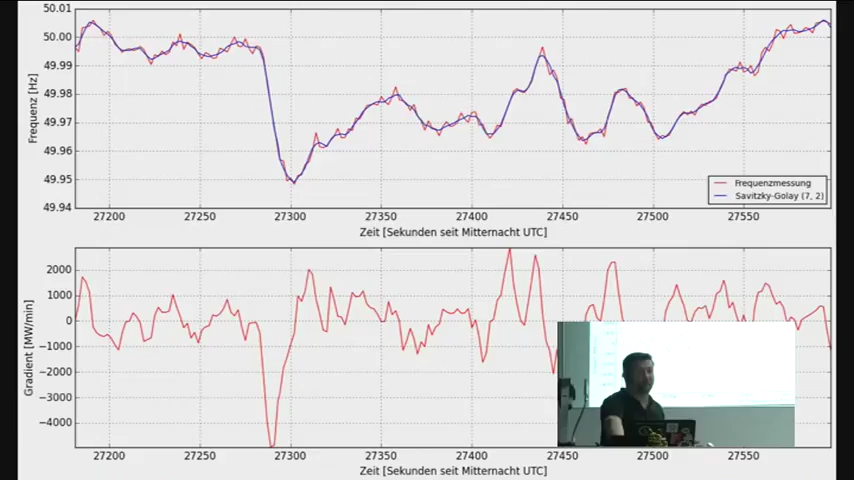 50.01
50.00
49.99
49.98
49.97
49.96
49.95
49.94
Frequenz [Hz]
Frequenzmessung
Savitzky-Golay (7, 2)
27200 27250 27300 27350 27400 27450 27500 27550
Zeit [Sekunden seit Mitternacht UTC]
2000
1000
0
−1000
−2000
−3000
−4000
Gradient [MW/min]
27200 27250 27300 27350 27400 27450 27500 27550
Zeit [Sekunden seit Mitternacht UTC]